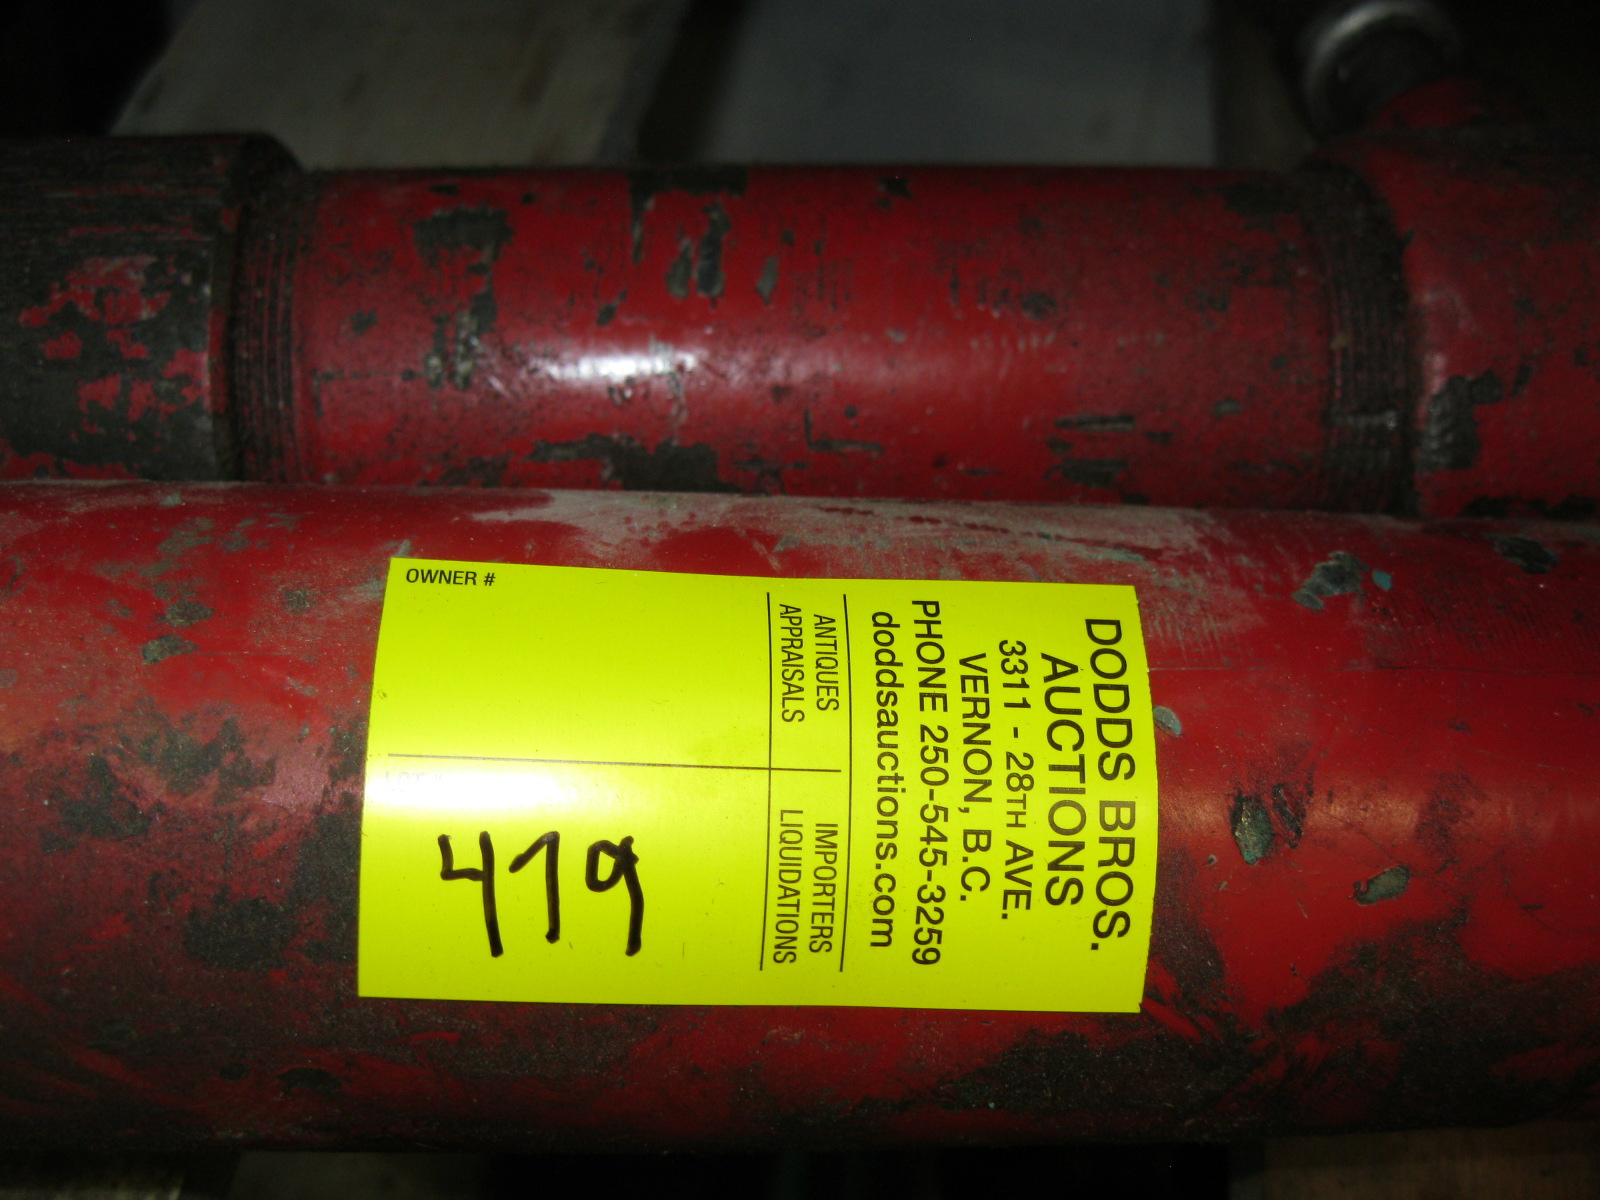 DODDS BROS.
AUCTIONS
3311 - 28TH AVE.
VERNON, B.C.
PHONE 250-545-3259
doddsauctions.com
ANTIQUES IMPORTERS
APPRAISALS LIQUIDATIONS
OWNER #
LOT #
419